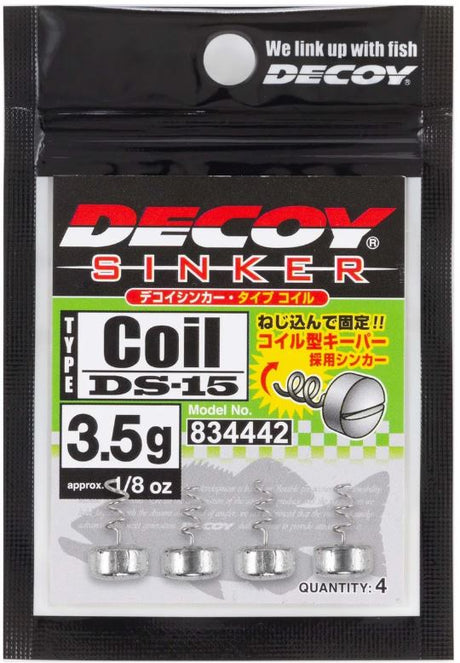 We link up with fish
DECOY®
DECOY®
SINKER
デコイシンカー・タイプ コイル
TYPE
Coil
DS-15
ねじ込んで固定!!
コイル型キーパー
採用シンカー
3.5g
Model No.
834442
approx. 1/8 oz
DECOY
QUANTITY: 4